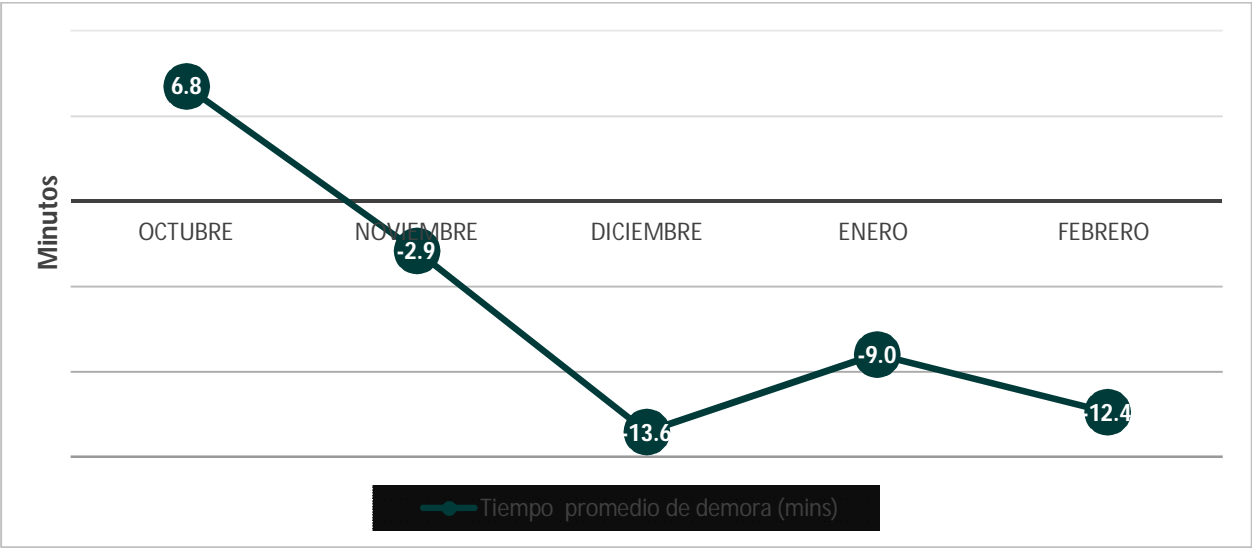 6.8
Minutos
OCTUBRE NOVIEMBRE DICIEMBRE ENERO FEBRERO
-2.9
-9.0
-12.4
-13.6
Tiempo promedio de demora (mins)